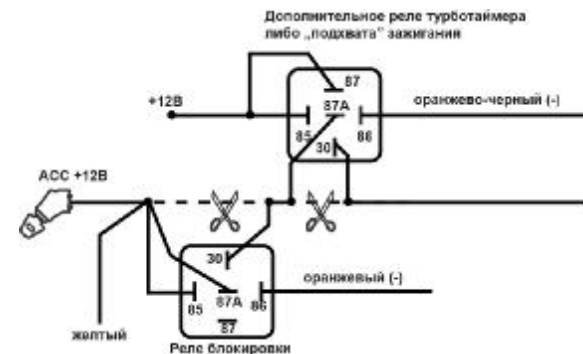 Дополнительное реле турботаймера
либо „подхвата" зажигания
87
+12В
87А
оранжево-черный (-)
85
86
30
АСС +12В
30
оранжевый (-)
85
87А
86
87
желтый
Реле блокировки